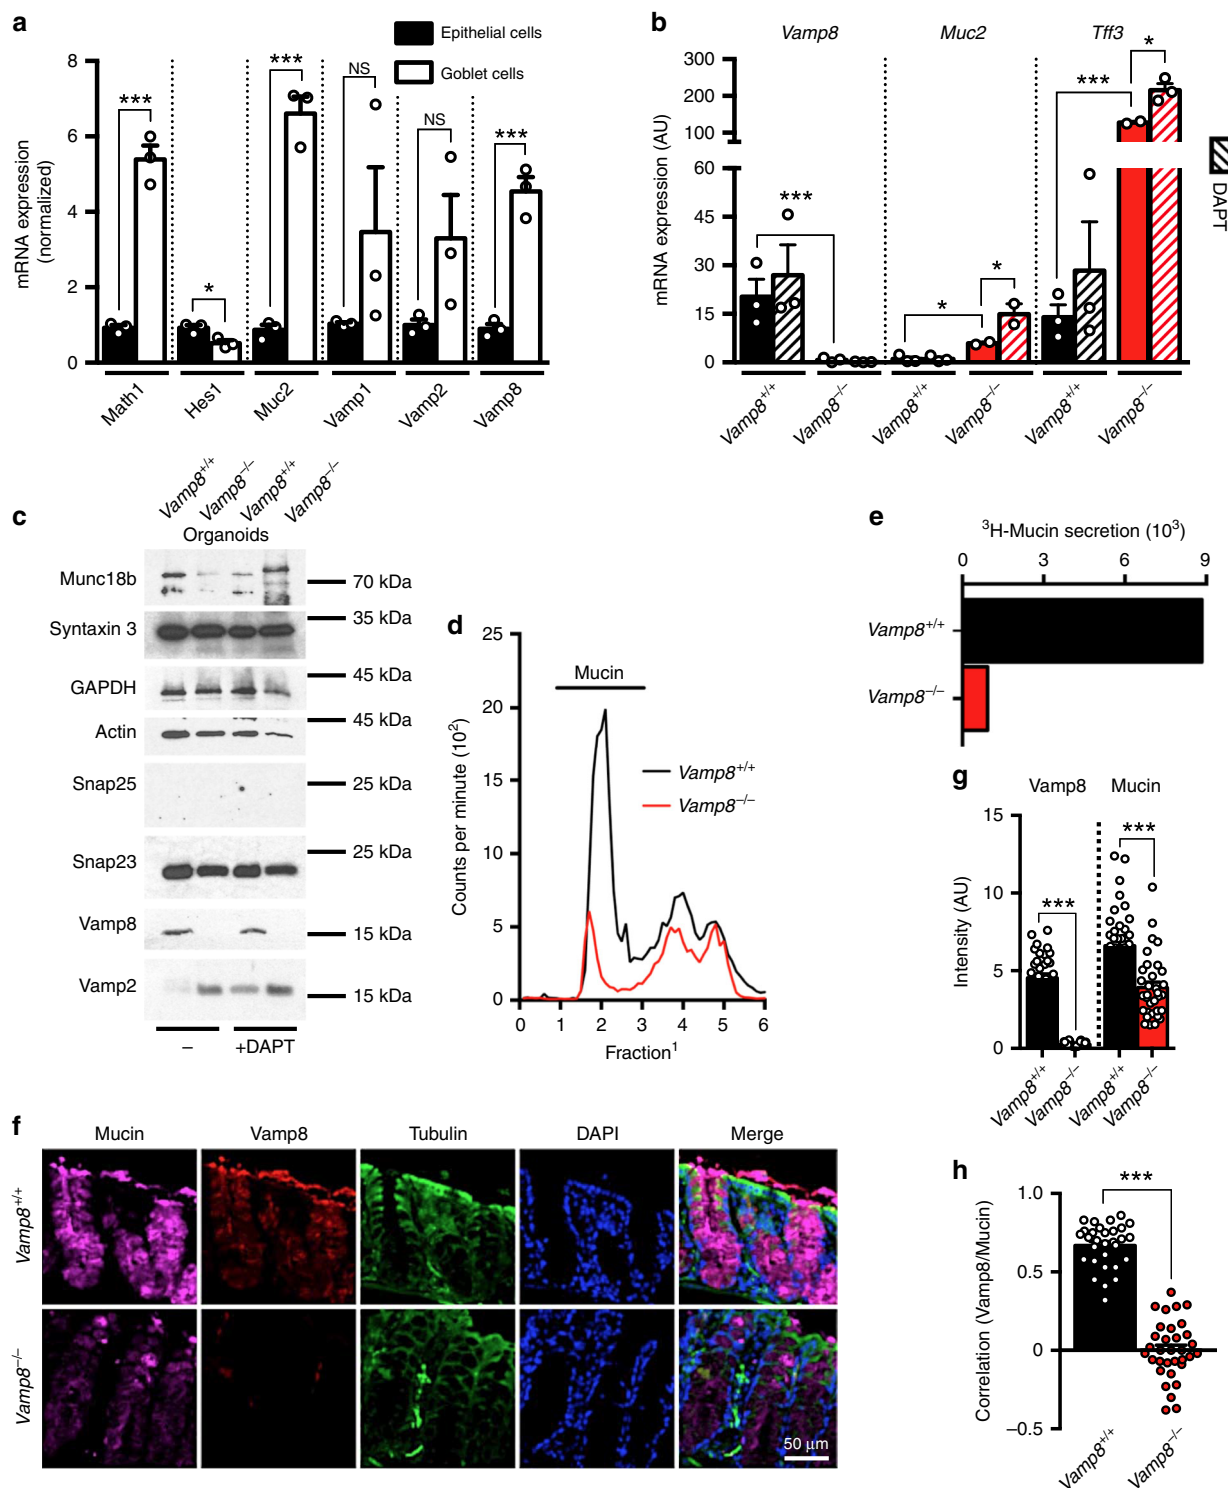 a
Epithelial cells
Goblet cells
mRNA expression
(normalized)
8
6
4
2
0
***
*
***
NS
NS
***
Math1
Hes1
Muc2
Vamp1
Vamp2
Vamp8
b
Vamp8
Muc2
Tff3
mRNA expression (AU)
300
200
100
60
45
30
15
0
***
*
*
***
*
DAPT
Vamp8+/+
Vamp8−/−
Vamp8+/+
Vamp8−/−
Vamp8+/+
Vamp8−/−
c
Vamp8+/+
Vamp8−/−
Vamp8+/+
Vamp8−/−
Organoids
Munc18b
70 kDa
Syntaxin 3
35 kDa
GAPDH
45 kDa
Actin
45 kDa
Snap25
25 kDa
Snap23
25 kDa
Vamp8
15 kDa
Vamp2
15 kDa
–
+DAPT
d
Counts per minute (10²)
25
20
15
10
5
0
Mucin
Vamp8+/+
Vamp8−/−
0 1 2 3 4 5 6
Fraction¹
e
³H-Mucin secretion (10³)
0 3 6 9
Vamp8+/+
Vamp8−/−
g
Vamp8
Mucin
Intensity (AU)
15
10
5
0
***
***
Vamp8+/+
Vamp8−/−
Vamp8+/+
Vamp8−/−
f
Mucin
Vamp8
Tubulin
DAPI
Merge
Vamp8+/+
Vamp8−/−
50 µm
h
Correlation (Vamp8/Mucin)
1.0
0.5
0
−0.5
***
Vamp8+/+
Vamp8−/−